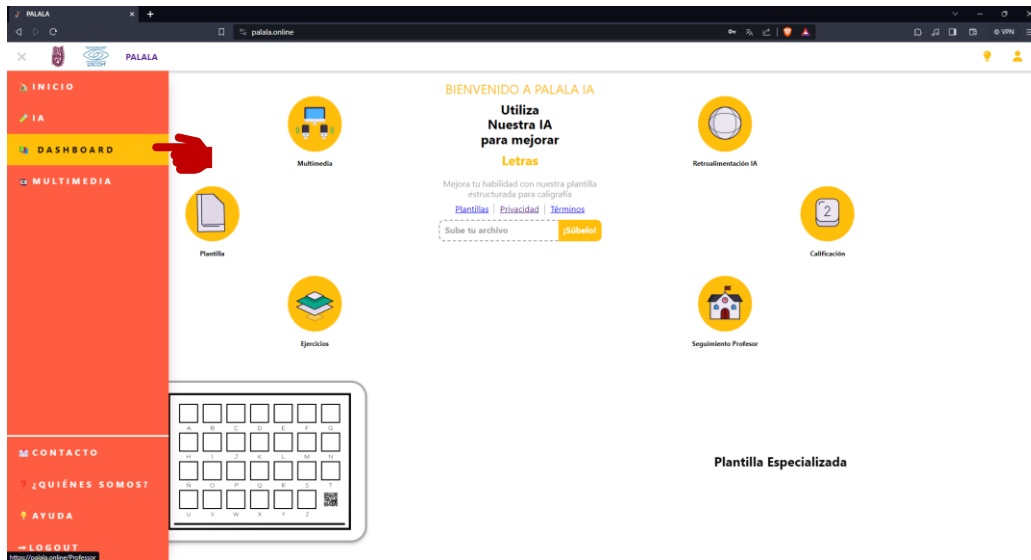 PALALA
palala.online
VPN
PALALA
INICIO
IA
DASHBOARD
MULTIMEDIA
CONTACTO
¿QUIÉNES SOMOS?
AYUDA
LOGOUT
https://palala.online/Professor
BIENVENIDO A PALALA IA
Utiliza
Nuestra IA
para mejorar
Letras
Mejora tu habilidad con nuestra plantilla
estructurada para caligrafía
Plantillas | Privacidad | Términos
Sube tu archivo ¡Súbelo!
Multimedia
Plantilla
Ejercicios
Retroalimentación IA
2
Calificación
Seguimiento Profesor
A B C D E F G
H I J K L M N
Ñ O P Q R S T
U V W X Y Z
Plantilla Especializada